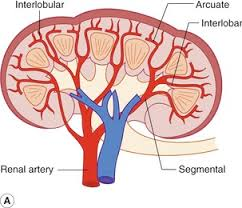 Interlobular
Arcuate
Interlobar
Renal artery
Segmental
A